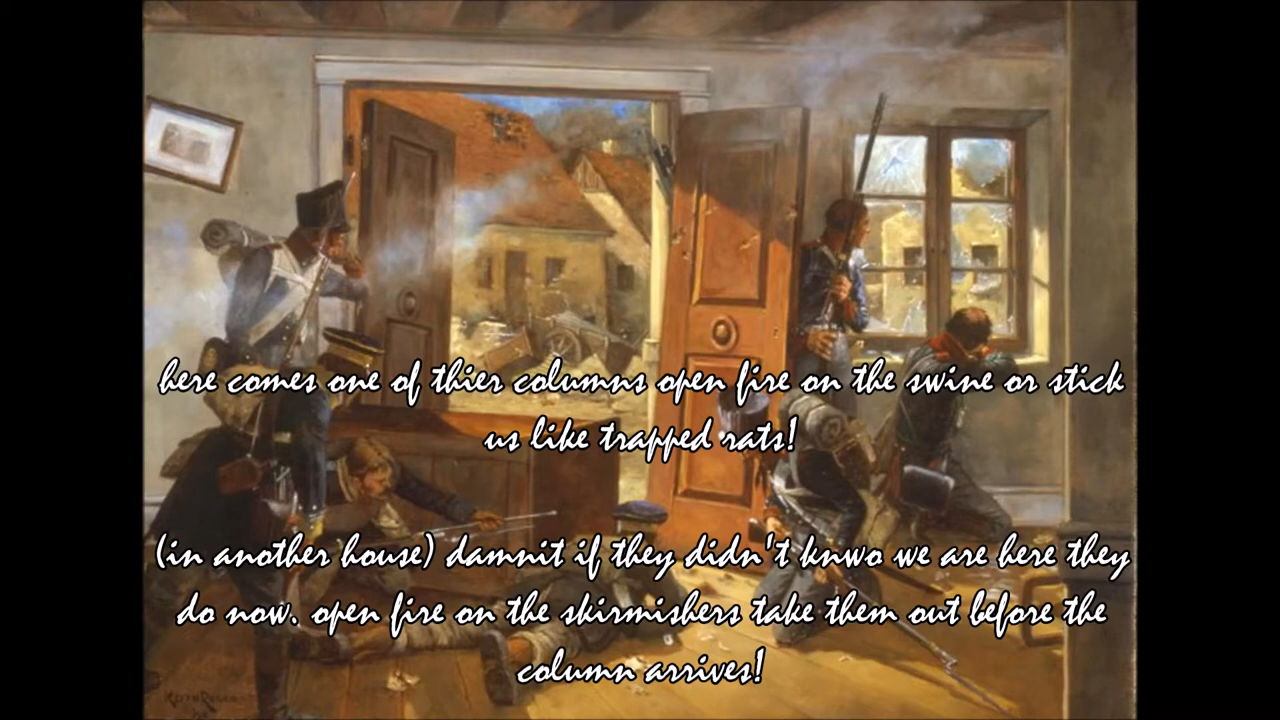 here comes one of thier columns open fire on the swine or stick
us like trapped rats!
(in another house) damnit if they didn't knwo we are here they
do now. open fire on the skirmishers take them out before the
column arrives!